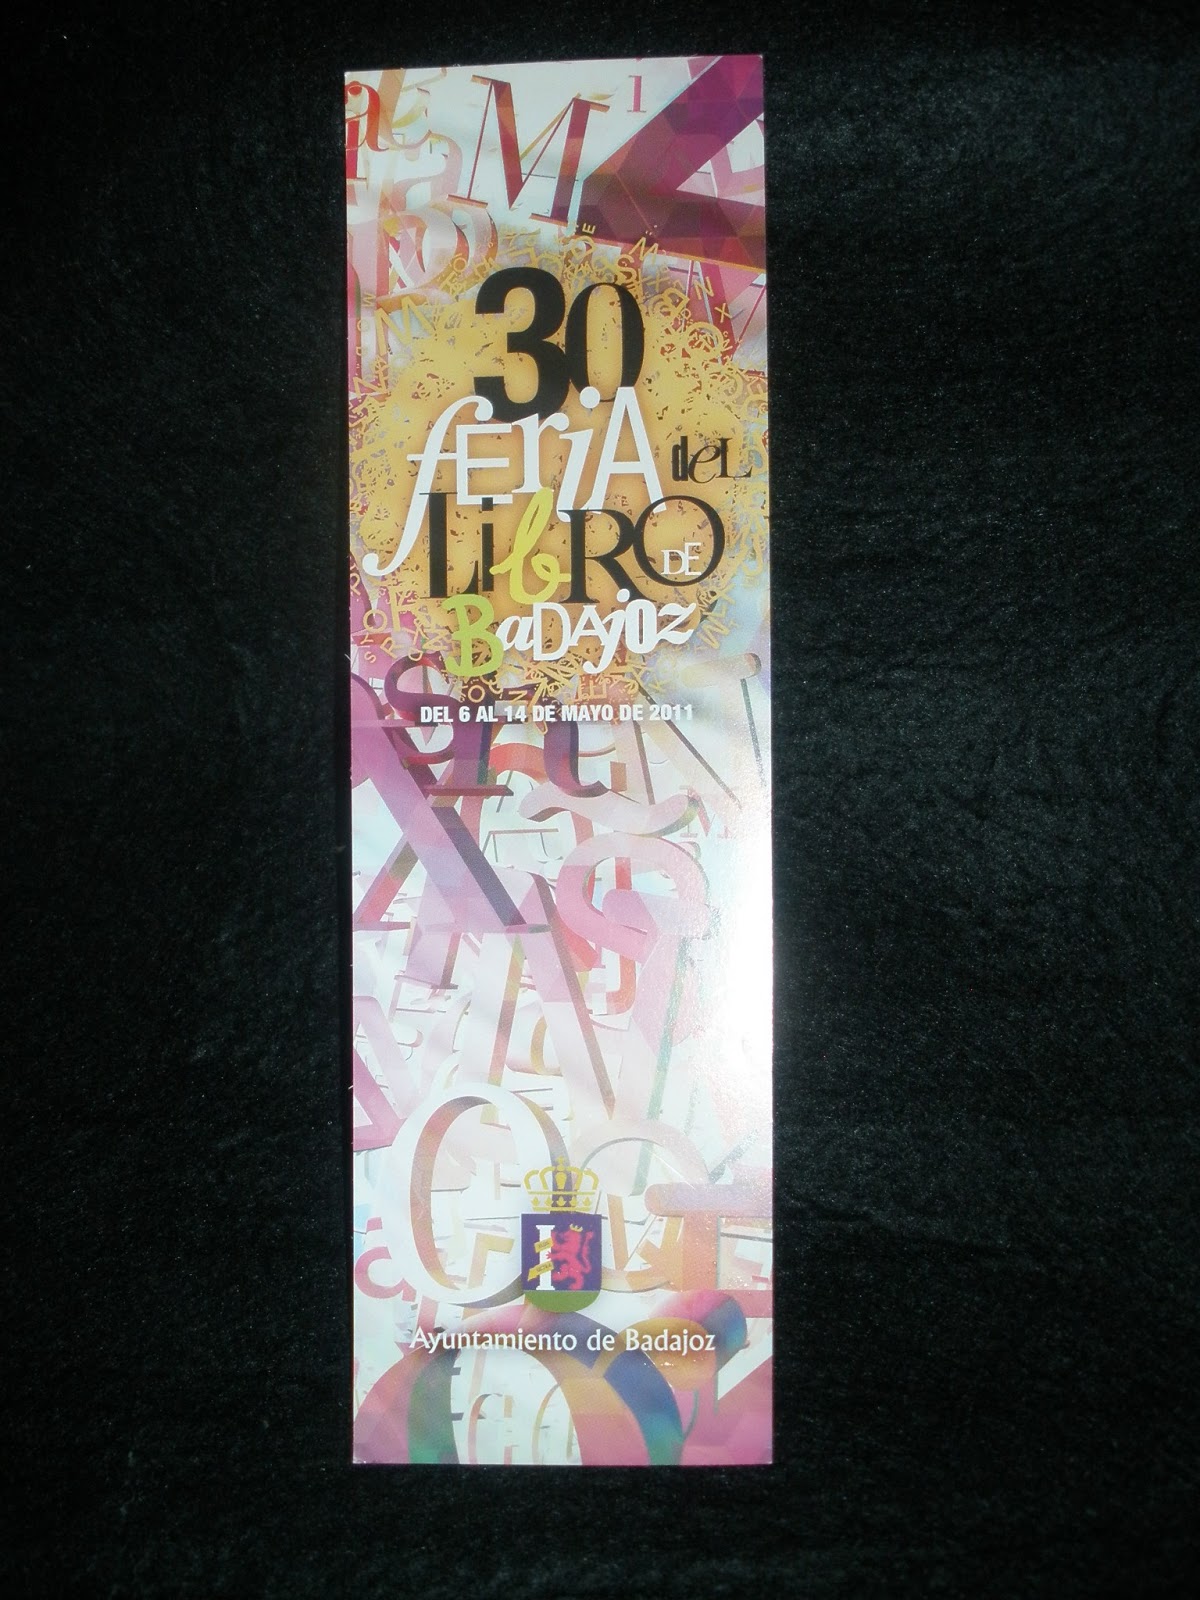 30
fERiA deL
LibRO DE
BaDAjOZ
DEL 6 AL 14 DE MAYO DE 2011
Ayuntamiento de Badajoz